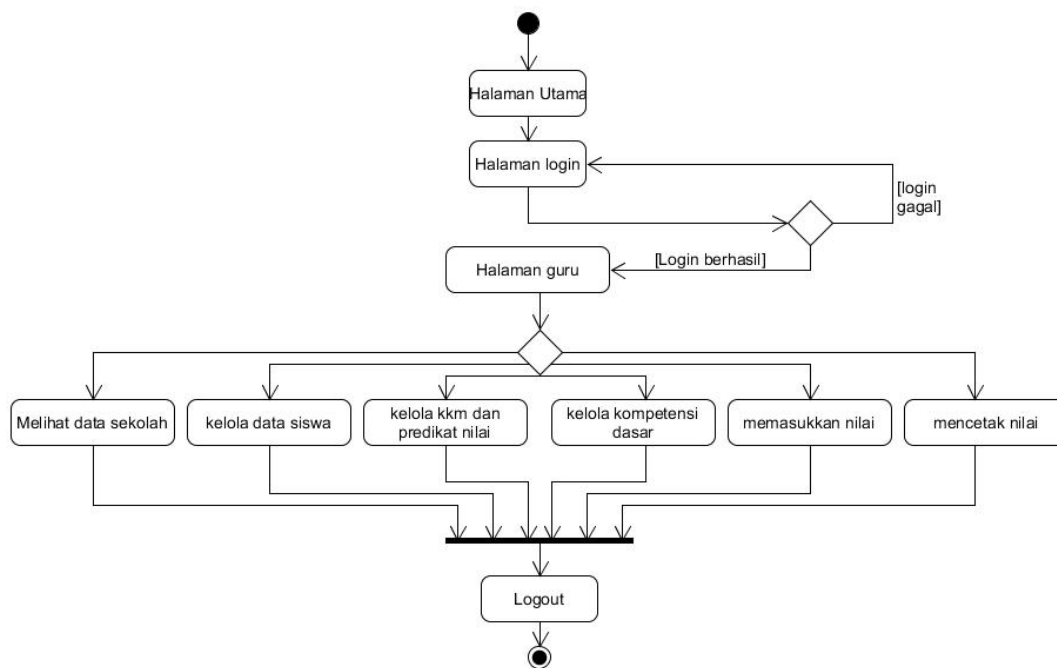 Halaman Utama
Halaman login
[login
gagal]
[Login berhasil]
Halaman guru
Melihat data sekolah
kelola data siswa
kelola kkm dan
predikat nilai
kelola kompetensi
dasar
memasukkan nilai
mencetak nilai
Logout